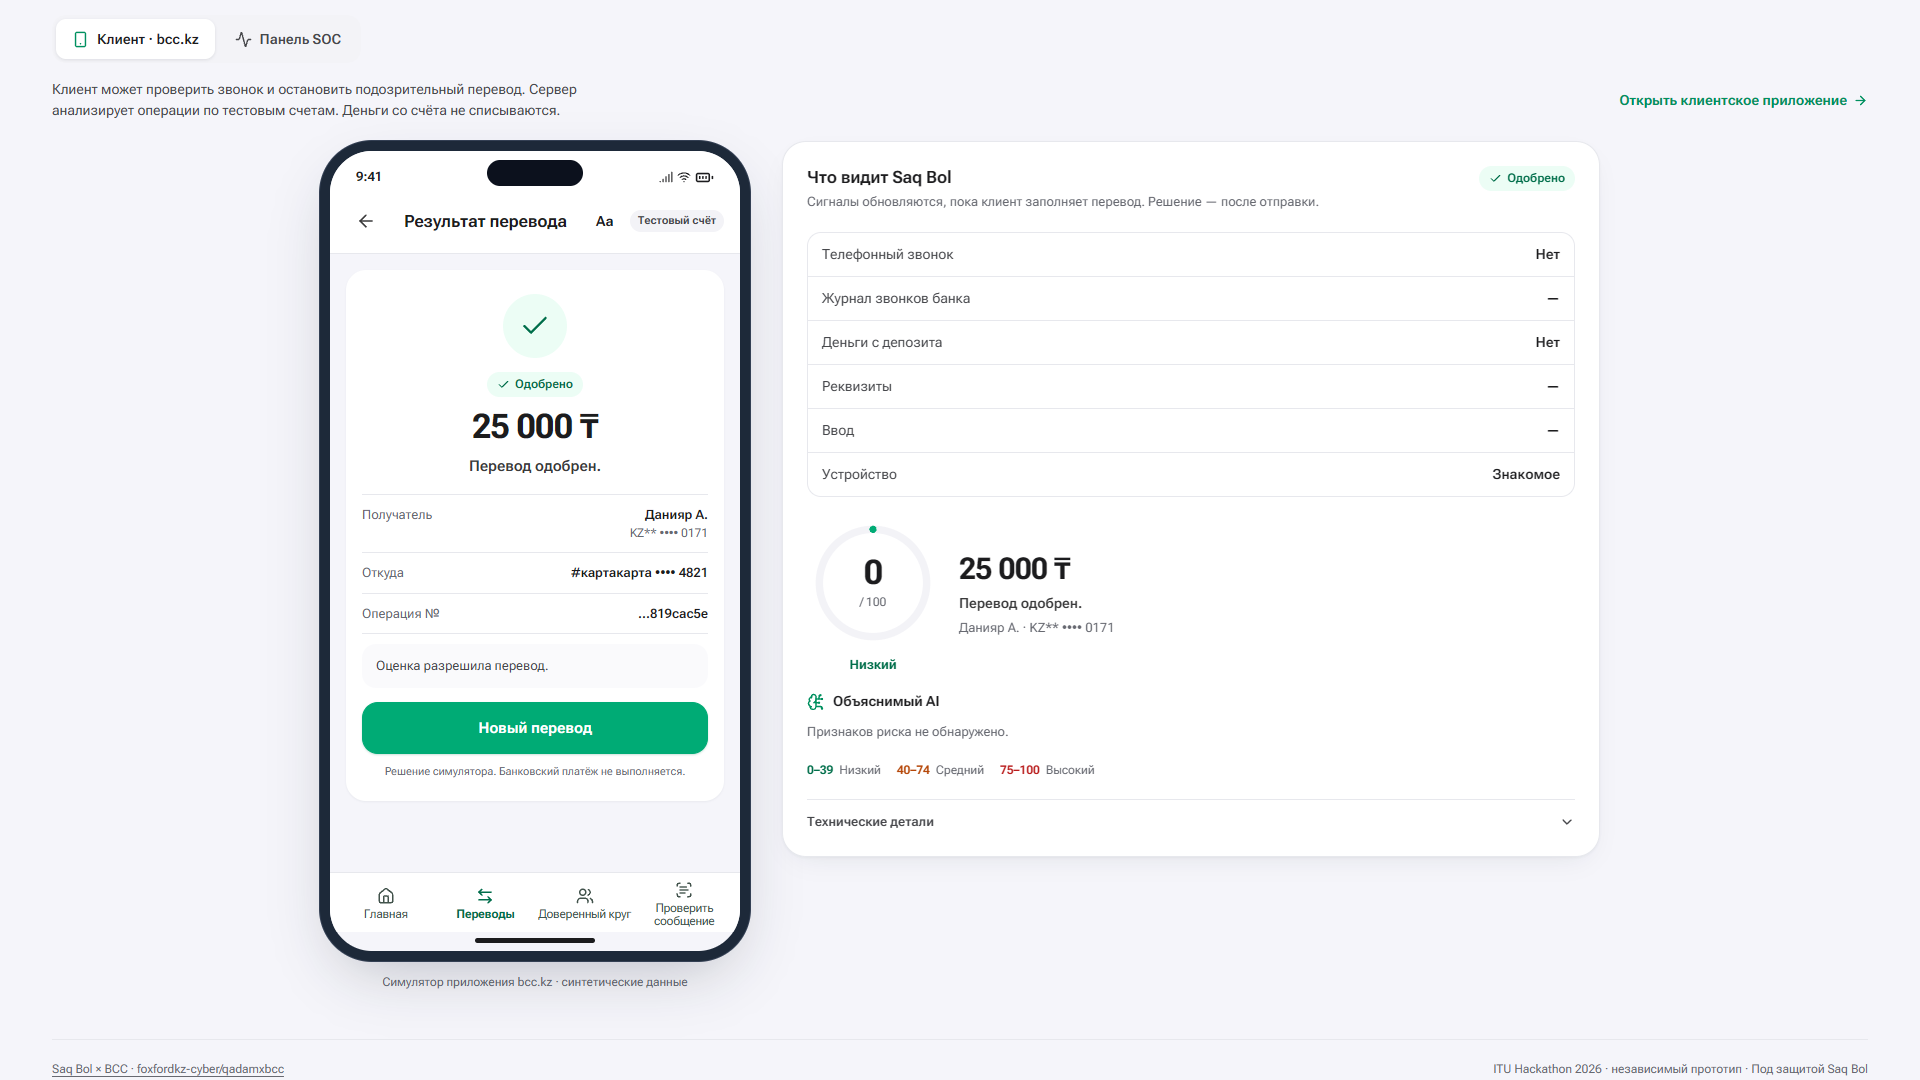 Клиент · bcc.kz
Панель SOC
Клиент может проверить звонок и остановить подозрительный перевод. Сервер
анализирует операции по тестовым счетам. Деньги со счёта не списываются.
Открыть клиентское приложение
9:41
Результат перевода
Aa
Тестовый счёт
Одобрено
25 000 ₸
Перевод одобрен.
Получатель
Данияр А.
KZ** •••• 0171
Откуда
#картакарта •••• 4821
Операция №
…819cac5e
Оценка разрешила перевод.
Новый перевод
Решение симулятора. Банковский платёж не выполняется.
Главная
Переводы
Доверенный круг
Проверить
сообщение
Симулятор приложения bcc.kz · синтетические данные
Что видит Saq Bol
Одобрено
Сигналы обновляются, пока клиент заполняет перевод. Решение — после отправки.
Телефонный звонок
Нет
Журнал звонков банка
—
Деньги с депозита
Нет
Реквизиты
—
Ввод
—
Устройство
Знакомое
0
/ 100
Низкий
25 000 ₸
Перевод одобрен.
Данияр А. · KZ** •••• 0171
Объяснимый AI
Признаков риска не обнаружено.
0–39 Низкий 40–74 Средний 75–100 Высокий
Технические детали
Saq Bol × BCC · foxfordkz-cyber/qadamxbcc
ITU Hackathon 2026 · независимый прототип · Под защитой Saq Bol